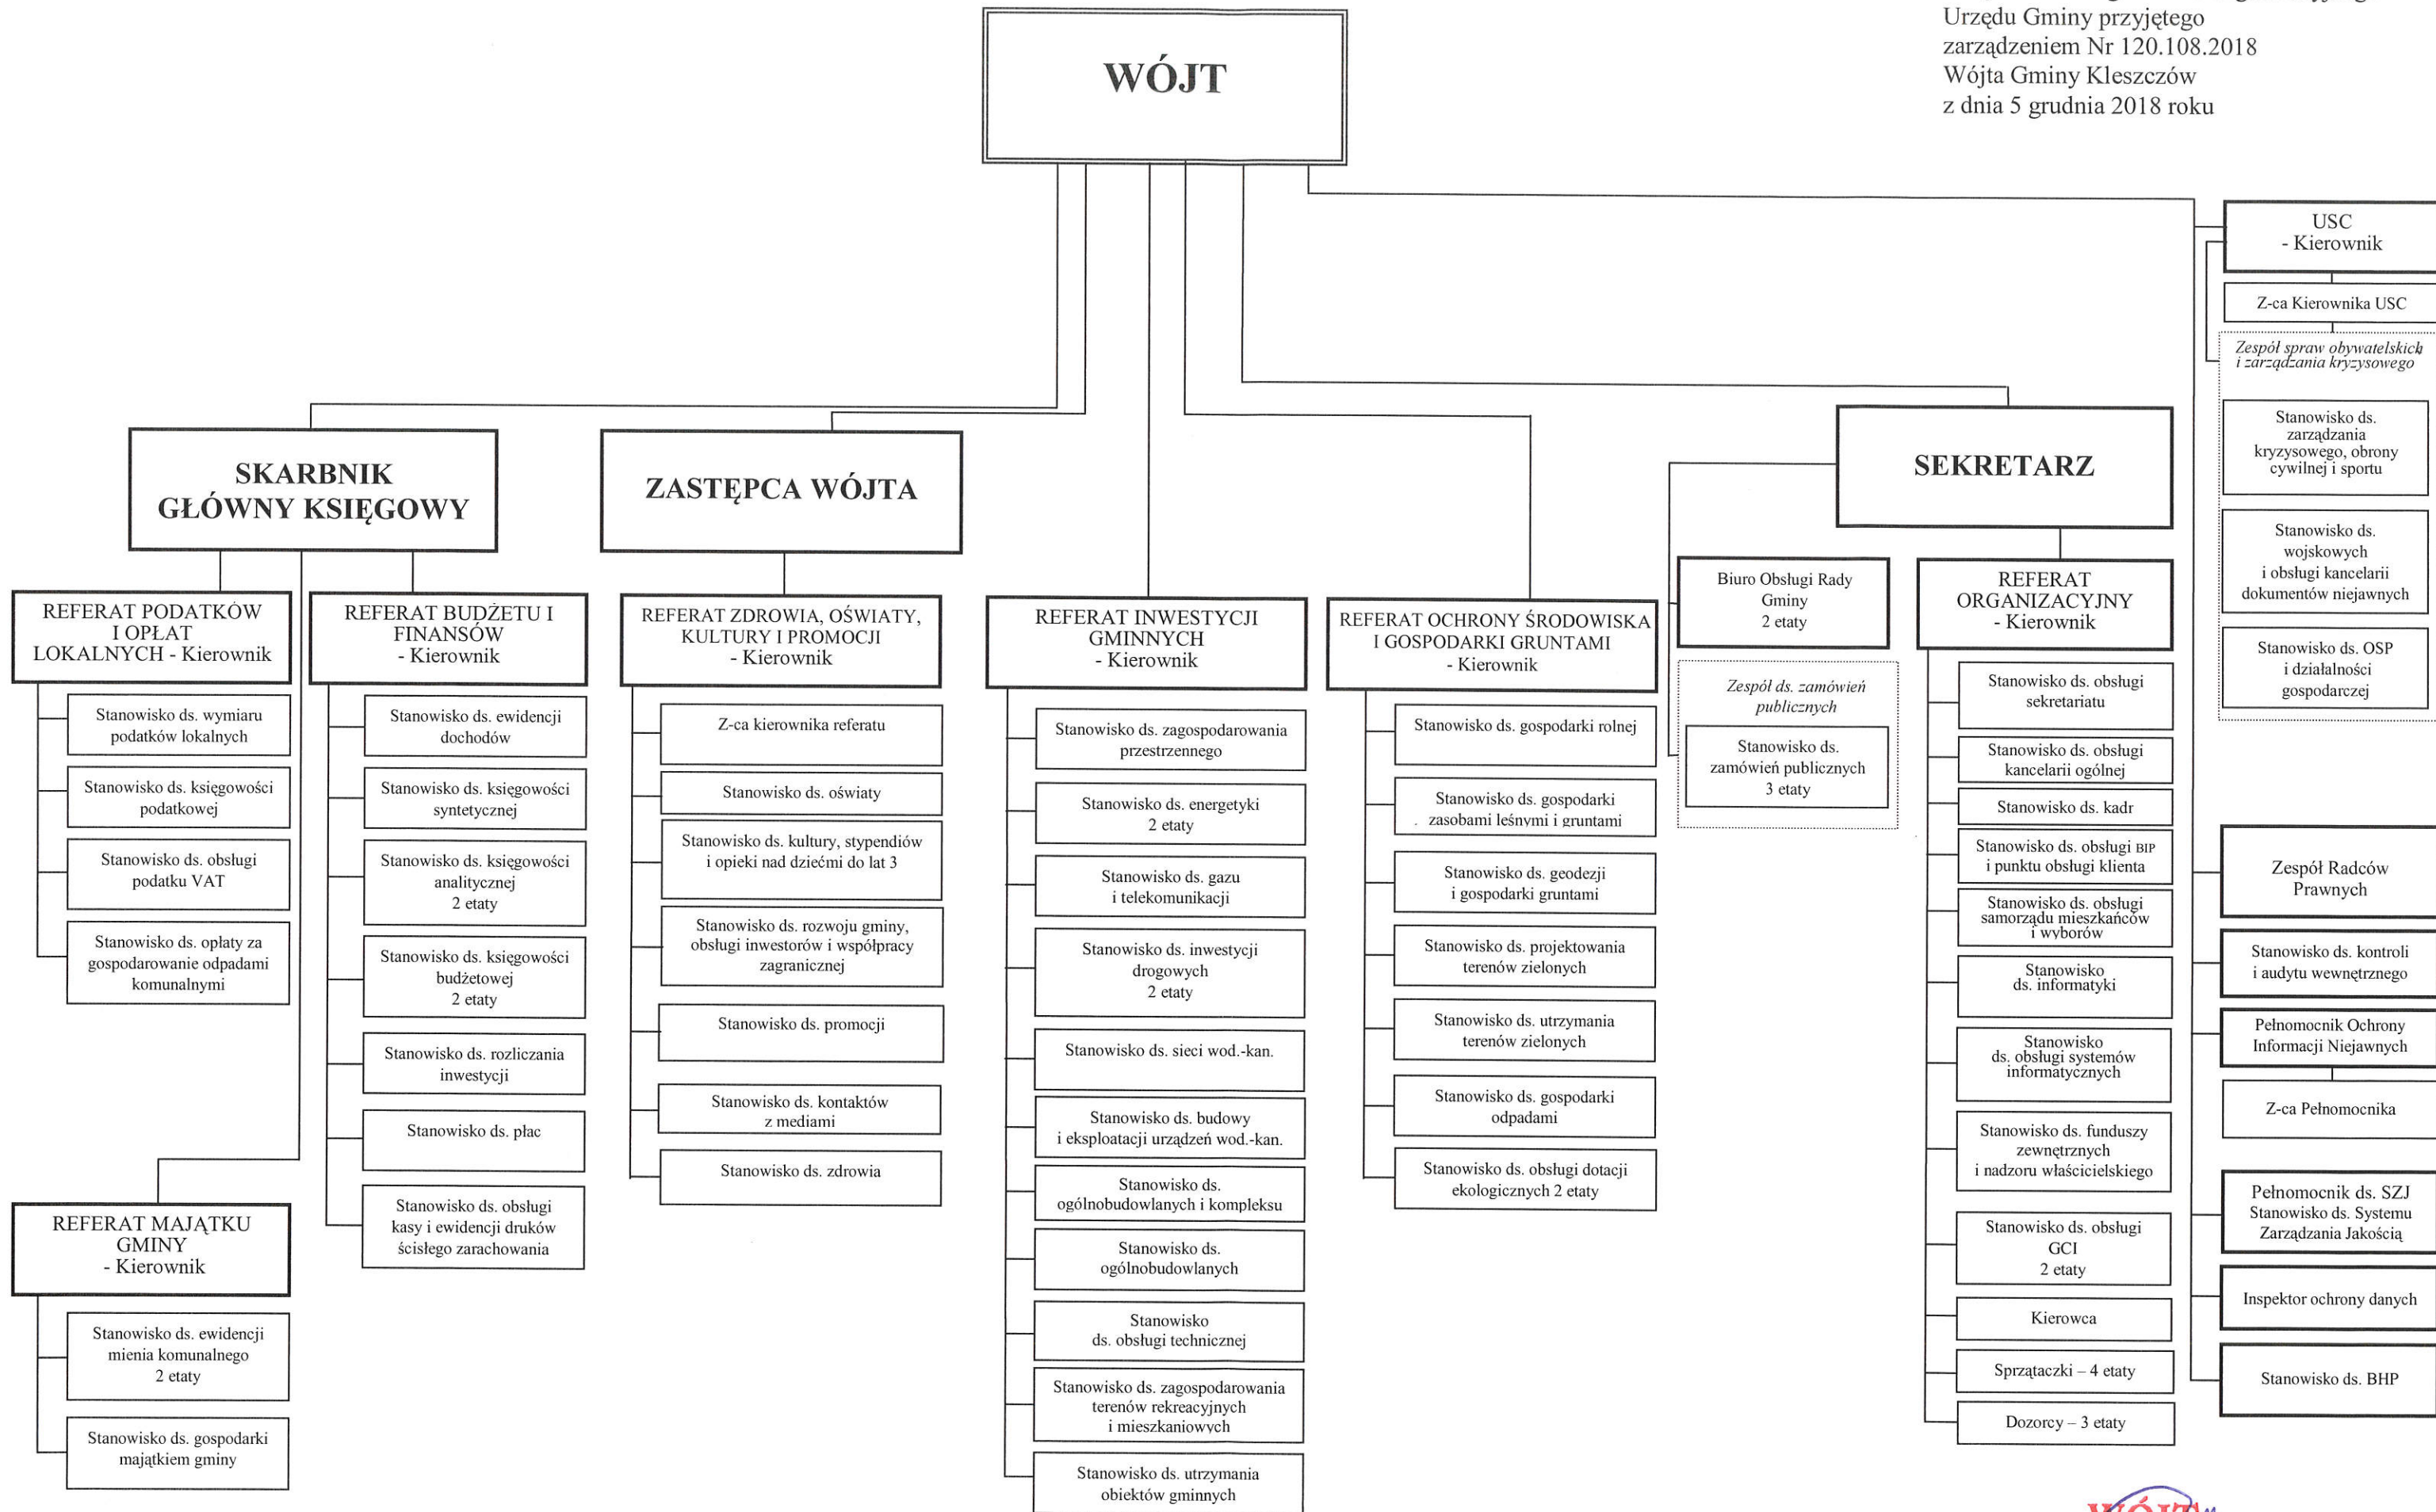 Urzędu Gminy przyjętego
zarządzeniem Nr 120.108.2018
Wójta Gminy Kleszczów
z dnia 5 grudnia 2018 roku
WÓJT
SKARBNIK
GŁÓWNY KSIĘGOWY
ZASTĘPCA WÓJTA
SEKRETARZ
REFERAT PODATKÓW
I OPŁAT
LOKALNYCH - Kierownik
Stanowisko ds. wymiaru
podatków lokalnych
Stanowisko ds. księgowości
podatkowej
Stanowisko ds. obsługi
podatku VAT
Stanowisko ds. opłaty za
gospodarowanie odpadami
komunalnymi
REFERAT MAJĄTKU
GMINY
- Kierownik
Stanowisko ds. ewidencji
mienia komunalnego
2 etaty
Stanowisko ds. gospodarki
majątkiem gminy
REFERAT BUDŻETU I
FINANSÓW
- Kierownik
Stanowisko ds. ewidencji
dochodów
Stanowisko ds. księgowości
syntetycznej
Stanowisko ds. księgowości
analitycznej
2 etaty
Stanowisko ds. księgowości
budżetowej
2 etaty
Stanowisko ds. rozliczania
inwestycji
Stanowisko ds. płac
Stanowisko ds. obsługi
kasy i ewidencji druków
ścisłego zarachowania
REFERAT ZDROWIA, OŚWIATY,
KULTURY I PROMOCJI
- Kierownik
Z-ca kierownika referatu
Stanowisko ds. oświaty
Stanowisko ds. kultury, stypendiów
i opieki nad dziećmi do lat 3
Stanowisko ds. rozwoju gminy,
obsługi inwestorów i współpracy
zagranicznej
Stanowisko ds. promocji
Stanowisko ds. kontaktów
z mediami
Stanowisko ds. zdrowia
REFERAT INWESTYCJI
GMINNYCH
- Kierownik
Stanowisko ds. zagospodarowania
przestrzennego
Stanowisko ds. energetyki
2 etaty
Stanowisko ds. gazu
i telekomunikacji
Stanowisko ds. inwestycji
drogowych
2 etaty
Stanowisko ds. sieci wod.-kan.
Stanowisko ds. budowy
i eksploatacji urządzeń wod.-kan.
Stanowisko ds.
ogólnobudowlanych i kompleksu
Stanowisko ds.
ogólnobudowlanych
Stanowisko
ds. obsługi technicznej
Stanowisko ds. zagospodarowania
terenów rekreacyjnych
i mieszkaniowych
Stanowisko ds. utrzymania
obiektów gminnych
REFERAT OCHRONY ŚRODOWISKA
I GOSPODARKI GRUNTAMI
- Kierownik
Stanowisko ds. gospodarki rolnej
Stanowisko ds. gospodarki
zasobami leśnymi i gruntami
Stanowisko ds. geodezji
i gospodarki gruntami
Stanowisko ds. projektowania
terenów zielonych
Stanowisko ds. utrzymania
terenów zielonych
Stanowisko ds. gospodarki
odpadami
Stanowisko ds. obsługi dotacji
ekologicznych 2 etaty
Biuro Obsługi Rady
Gminy
2 etaty
Zespół ds. zamówień
publicznych
Stanowisko ds.
zamówień publicznych
3 etaty
REFERAT
ORGANIZACYJNY
- Kierownik
Stanowisko ds. obsługi
sekretariatu
Stanowisko ds. obsługi
kancelarii ogólnej
Stanowisko ds. kadr
Stanowisko ds. obsługi BIP
i punktu obsługi klienta
Stanowisko ds. obsługi
samorządu mieszkańców
i wyborów
Stanowisko
ds. informatyki
Stanowisko
ds. obsługi systemów
informatycznych
Stanowisko ds. funduszy
zewnętrznych
i nadzoru właścicielskiego
Stanowisko ds. obsługi
GCI
2 etaty
Kierowca
Sprzątaczki – 4 etaty
Dozorcy – 3 etaty
USC
- Kierownik
Z-ca Kierownika USC
Zespół spraw obywatelskich
i zarządzania kryzysowego
Stanowisko ds.
zarządzania
kryzysowego, obrony
cywilnej i sportu
Stanowisko ds.
wojskowych
i obsługi kancelarii
dokumentów niejawnych
Stanowisko ds. OSP
i działalności
gospodarczej
Zespół Radców
Prawnych
Stanowisko ds. kontroli
i audytu wewnętrznego
Pełnomocnik Ochrony
Informacji Niejawnych
Z-ca Pełnomocnika
Pełnomocnik ds. SZJ
Stanowisko ds. Systemu
Zarządzania Jakością
Inspektor ochrony danych
Stanowisko ds. BHP
WÓJT